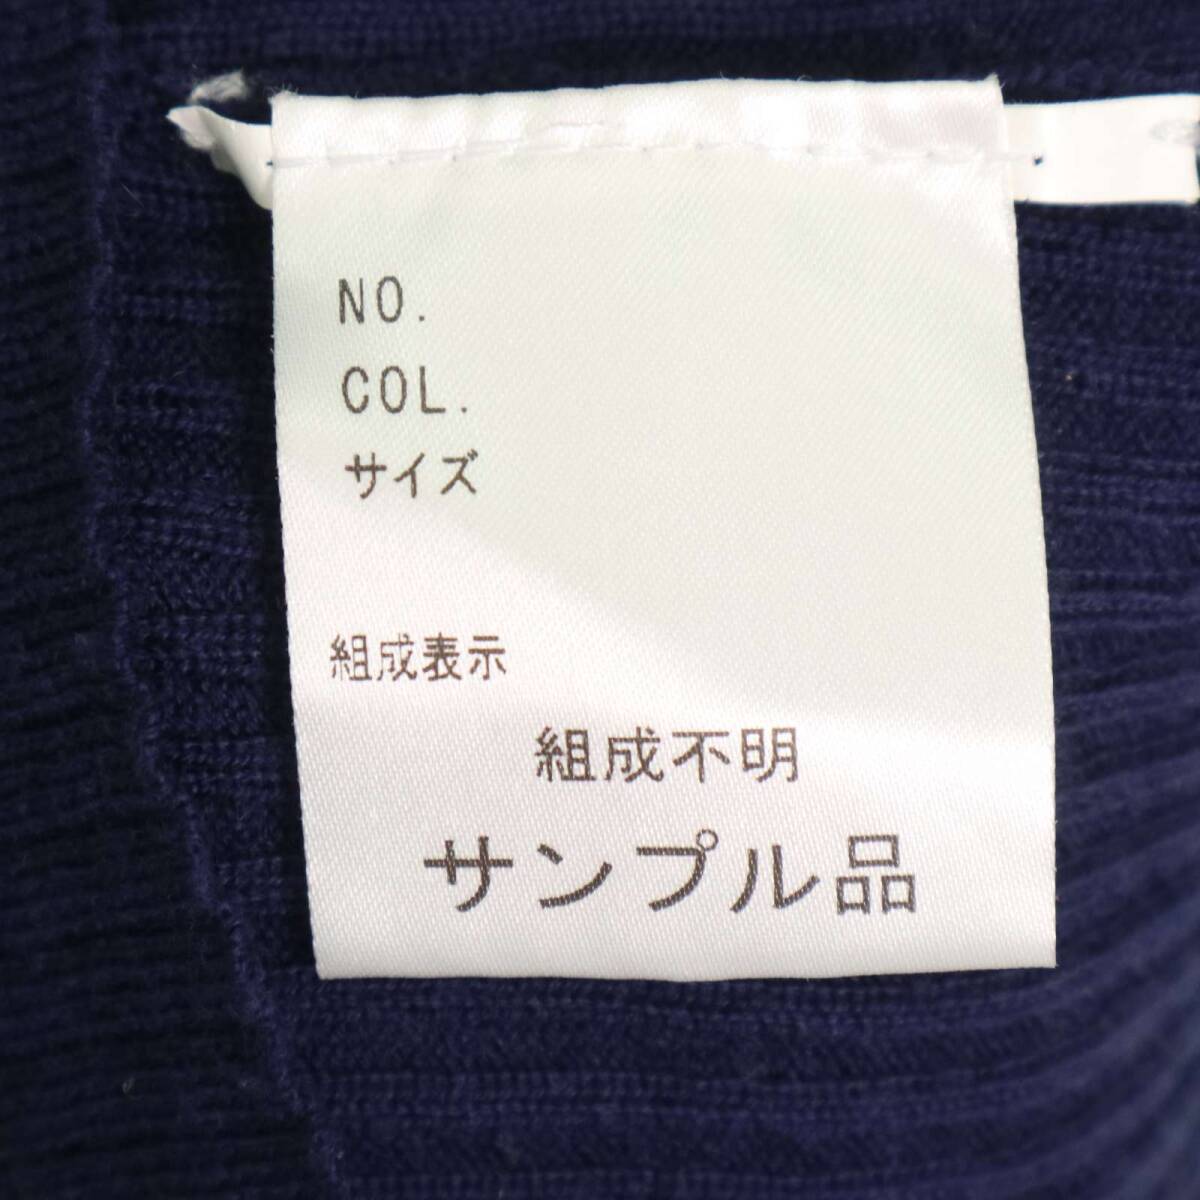 NO.
COL.
サイズ
組成表示
組成不明
サンプル品